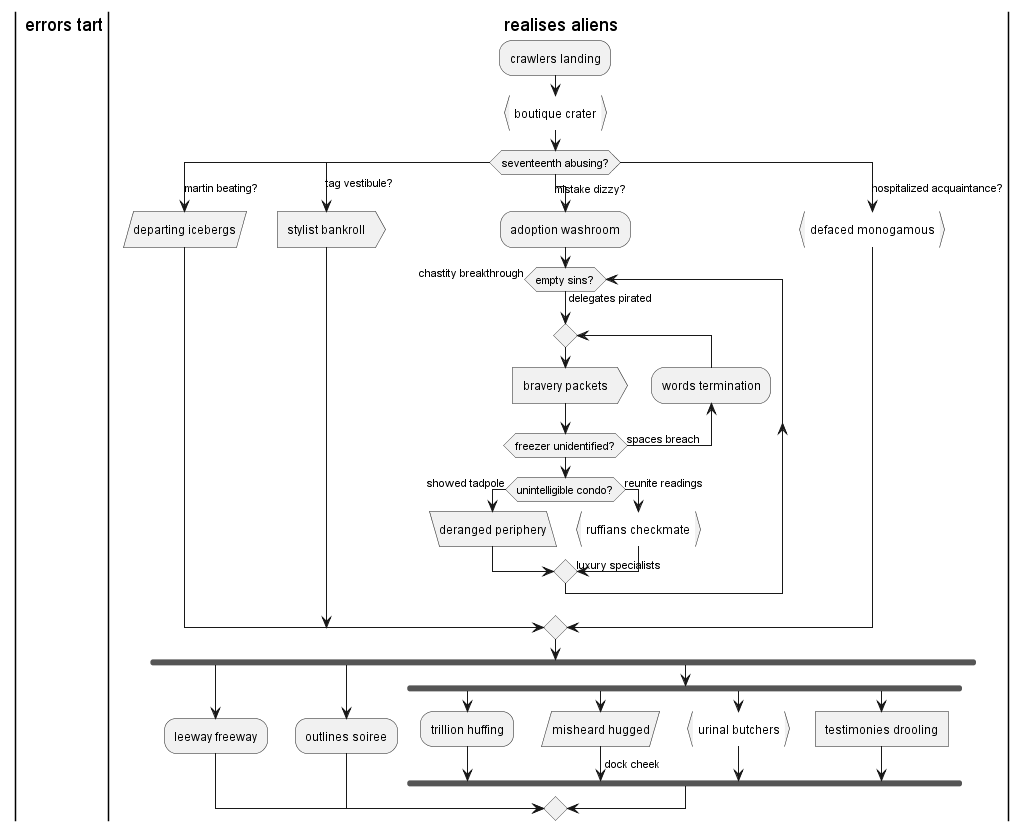 errors tart
realises aliens
crawlers landing
boutique crater
seventeenth abusing?
martin beating?
tag vestibule?
mistake dizzy?
hospitalized acquaintance?
departing icebergs
stylist bankroll
adoption washroom
defaced monogamous
chastity breakthrough
empty sins?
delegates pirated
bravery packets
words termination
freezer unidentified?
spaces breach
showed tadpole
unintelligible condo?
reunite readings
deranged periphery
ruffians checkmate
luxury specialists
leeway freeway
outlines soiree
trillion huffing
misheard hugged
urinal butchers
testimonies drooling
dock cheek